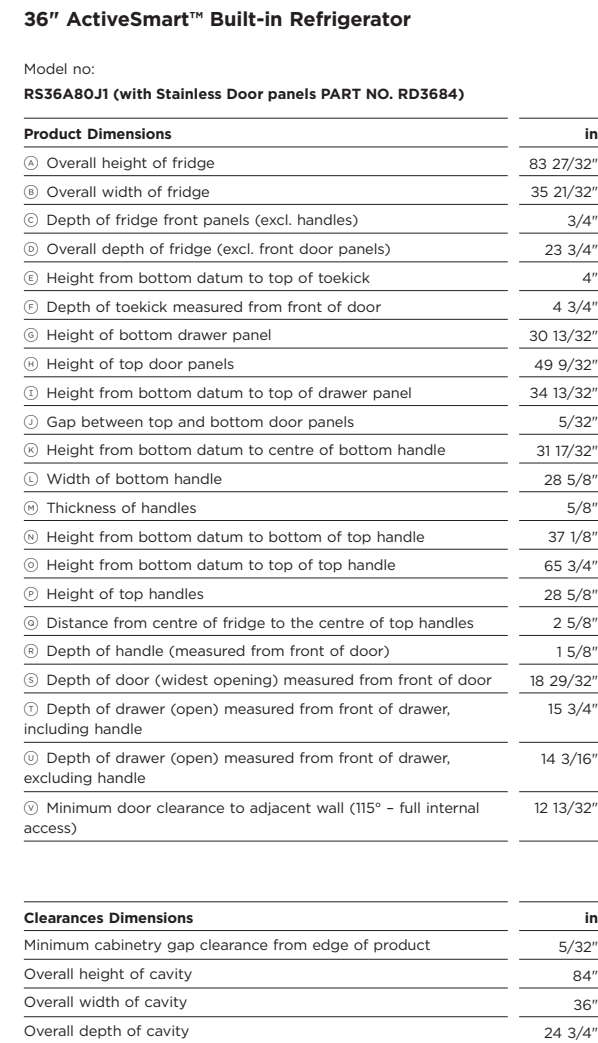 36" ActiveSmart™ Built-in Refrigerator
Model no:
RS36A80J1 (with Stainless Door panels PART NO. RD3684)
Product Dimensions in
Ⓐ Overall height of fridge 83 27/32"
Ⓑ Overall width of fridge 35 21/32"
Ⓒ Depth of fridge front panels (excl. handles) 3/4"
Ⓓ Overall depth of fridge (excl. front door panels) 23 3/4"
Ⓔ Height from bottom datum to top of toekick 4"
Ⓕ Depth of toekick measured from front of door 4 3/4"
Ⓖ Height of bottom drawer panel 30 13/32"
Ⓗ Height of top door panels 49 9/32"
Ⓘ Height from bottom datum to top of drawer panel 34 13/32"
Ⓙ Gap between top and bottom door panels 5/32"
Ⓚ Height from bottom datum to centre of bottom handle 31 17/32"
Ⓛ Width of bottom handle 28 5/8"
Ⓜ Thickness of handles 5/8"
Ⓝ Height from bottom datum to bottom of top handle 37 1/8"
Ⓞ Height from bottom datum to top of top handle 65 3/4"
Ⓟ Height of top handles 28 5/8"
Ⓠ Distance from centre of fridge to the centre of top handles 2 5/8"
Ⓡ Depth of handle (measured from front of door) 1 5/8"
Ⓢ Depth of door (widest opening) measured from front of door 18 29/32"
Ⓣ Depth of drawer (open) measured from front of drawer, 15 3/4"
including handle
Ⓤ Depth of drawer (open) measured from front of drawer, 14 3/16"
excluding handle
Ⓥ Minimum door clearance to adjacent wall (115° – full internal 12 13/32"
access)
Clearances Dimensions in
Minimum cabinetry gap clearance from edge of product 5/32"
Overall height of cavity 84"
Overall width of cavity 36"
Overall depth of cavity 24 3/4"